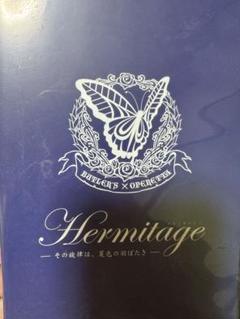 BUTLER'S × OPERETTA
Hermitage
— その旋律は、夏色の羽ばたき —